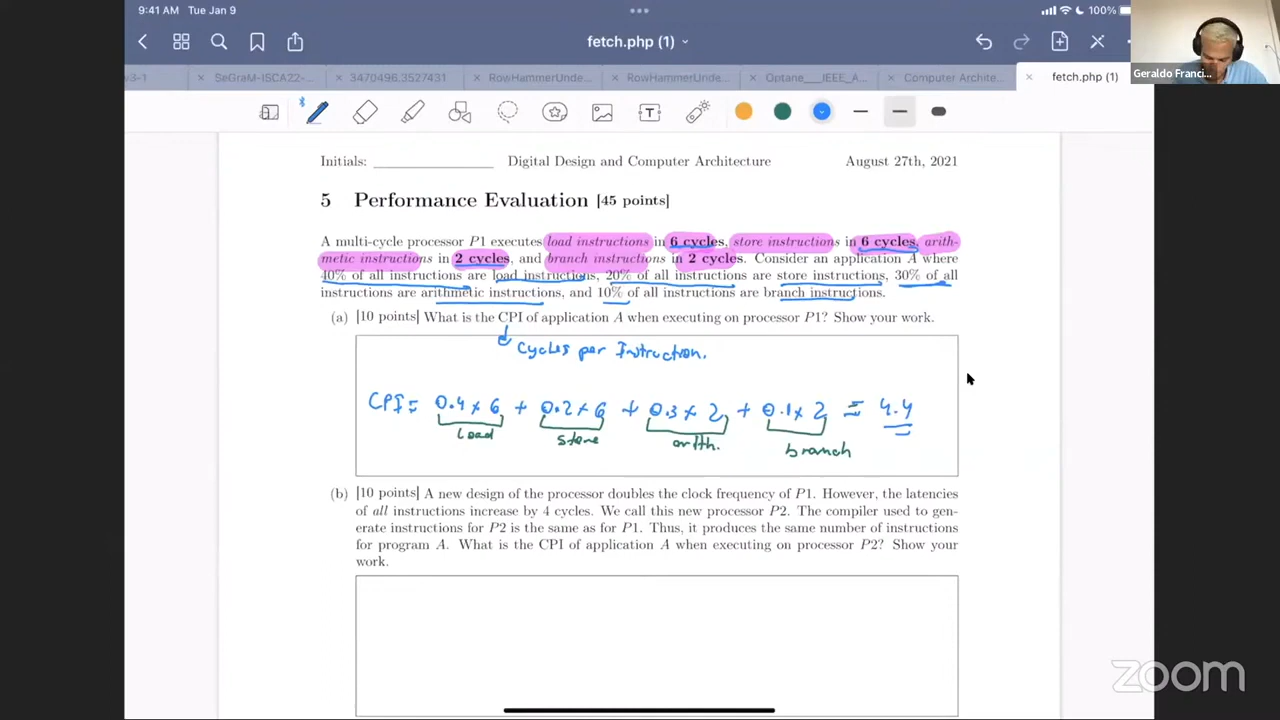 9:41 AM Tue Jan 9
100%
fetch.php (1)
Geraldo Franci...
v3-1
SeGraM-ISCA22-...
3470496.3527431
RowHammerUnde...
RowHammerUnde...
Optane___IEEE_A...
Computer Archite...
fetch.php (1)
Initials: Digital Design and Computer Architecture August 27th, 2021
5 Performance Evaluation [45 points]
A multi-cycle processor P1 executes load instructions in 6 cycles, store instructions in 6 cycles, arith-
metic instructions in 2 cycles, and branch instructions in 2 cycles. Consider an application A where
40% of all instructions are load instructions, 20% of all instructions are store instructions, 30% of all
instructions are arithmetic instructions, and 10% of all instructions are branch instructions.
(a) [10 points] What is the CPI of application A when executing on processor P1? Show your work.
Cycles per Instruction.
CPI = 0.4 × 6 + 0.2 × 6 + 0.3 × 2 + 0.1 × 2 = 4.4
load store arith. branch
(b) [10 points] A new design of the processor doubles the clock frequency of P1. However, the latencies
of all instructions increase by 4 cycles. We call this new processor P2. The compiler used to gen-
erate instructions for P2 is the same as for P1. Thus, it produces the same number of instructions
for program A. What is the CPI of application A when executing on processor P2? Show your
work.
zoom